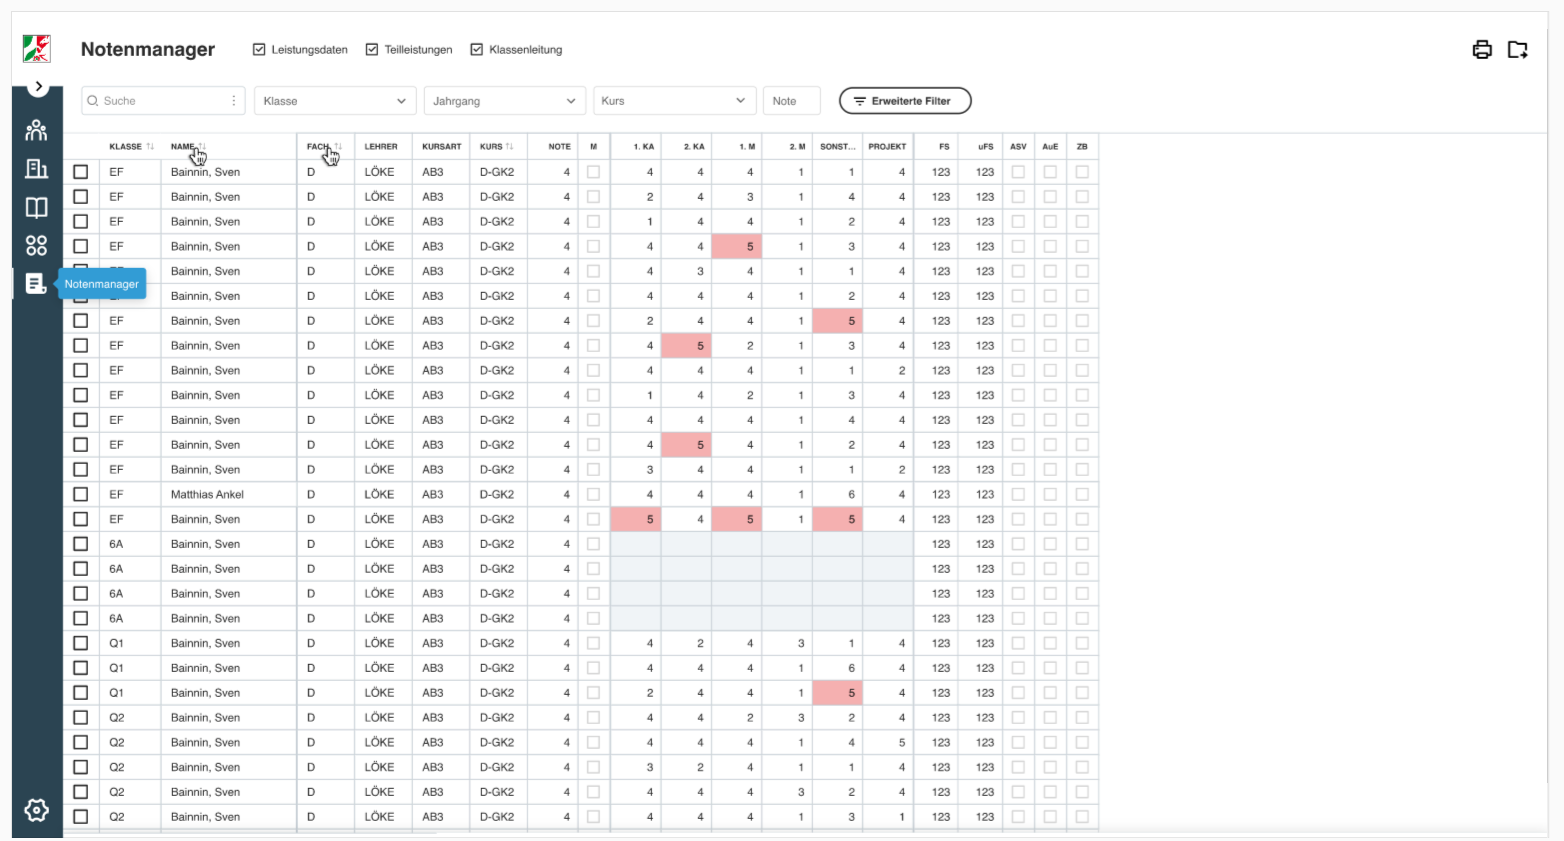 Notenmanager Leistungsdaten Teilleistungen Klassenleitung
Suche Klasse Jahrgang Kurs Note Erweiterte Filter
KLASSE NAME FACH LEHRER KURSART KURS NOTE M 1. KA 2. KA 1. M 2. M SONST... PROJEKT FS uFS ASV AuE ZB
EF Bainnin, Sven D LÖKE AB3 D-GK2 4 4 4 4 1 1 4 123 123
EF Bainnin, Sven D LÖKE AB3 D-GK2 4 2 4 3 1 4 4 123 123
EF Bainnin, Sven D LÖKE AB3 D-GK2 4 1 4 4 1 2 4 123 123
EF Bainnin, Sven D LÖKE AB3 D-GK2 4 4 4 5 1 3 4 123 123
Bainnin, Sven D LÖKE AB3 D-GK2 4 4 3 4 1 1 4 123 123
Notenmanager
Bainnin, Sven D LÖKE AB3 D-GK2 4 4 4 4 1 2 4 123 123
EF Bainnin, Sven D LÖKE AB3 D-GK2 4 2 4 4 1 5 4 123 123
EF Bainnin, Sven D LÖKE AB3 D-GK2 4 4 5 2 1 3 4 123 123
EF Bainnin, Sven D LÖKE AB3 D-GK2 4 4 4 4 1 1 2 123 123
EF Bainnin, Sven D LÖKE AB3 D-GK2 4 1 4 2 1 3 4 123 123
EF Bainnin, Sven D LÖKE AB3 D-GK2 4 4 4 4 1 4 4 123 123
EF Bainnin, Sven D LÖKE AB3 D-GK2 4 4 5 4 1 2 4 123 123
EF Bainnin, Sven D LÖKE AB3 D-GK2 4 3 4 4 1 1 2 123 123
EF Matthias Ankel D LÖKE AB3 D-GK2 4 4 4 4 1 6 4 123 123
EF Bainnin, Sven D LÖKE AB3 D-GK2 4 5 4 5 1 5 4 123 123
6A Bainnin, Sven D LÖKE AB3 D-GK2 4 123 123
6A Bainnin, Sven D LÖKE AB3 D-GK2 4 123 123
6A Bainnin, Sven D LÖKE AB3 D-GK2 4 123 123
6A Bainnin, Sven D LÖKE AB3 D-GK2 4 123 123
Q1 Bainnin, Sven D LÖKE AB3 D-GK2 4 4 2 4 3 1 4 123 123
Q1 Bainnin, Sven D LÖKE AB3 D-GK2 4 4 4 4 1 6 4 123 123
Q1 Bainnin, Sven D LÖKE AB3 D-GK2 4 2 4 4 1 5 4 123 123
Q2 Bainnin, Sven D LÖKE AB3 D-GK2 4 4 4 2 3 2 4 123 123
Q2 Bainnin, Sven D LÖKE AB3 D-GK2 4 4 4 4 1 4 5 123 123
Q2 Bainnin, Sven D LÖKE AB3 D-GK2 4 3 2 4 1 1 4 123 123
Q2 Bainnin, Sven D LÖKE AB3 D-GK2 4 4 4 4 3 2 4 123 123
Q2 Bainnin, Sven D LÖKE AB3 D-GK2 4 4 4 4 1 3 1 123 123